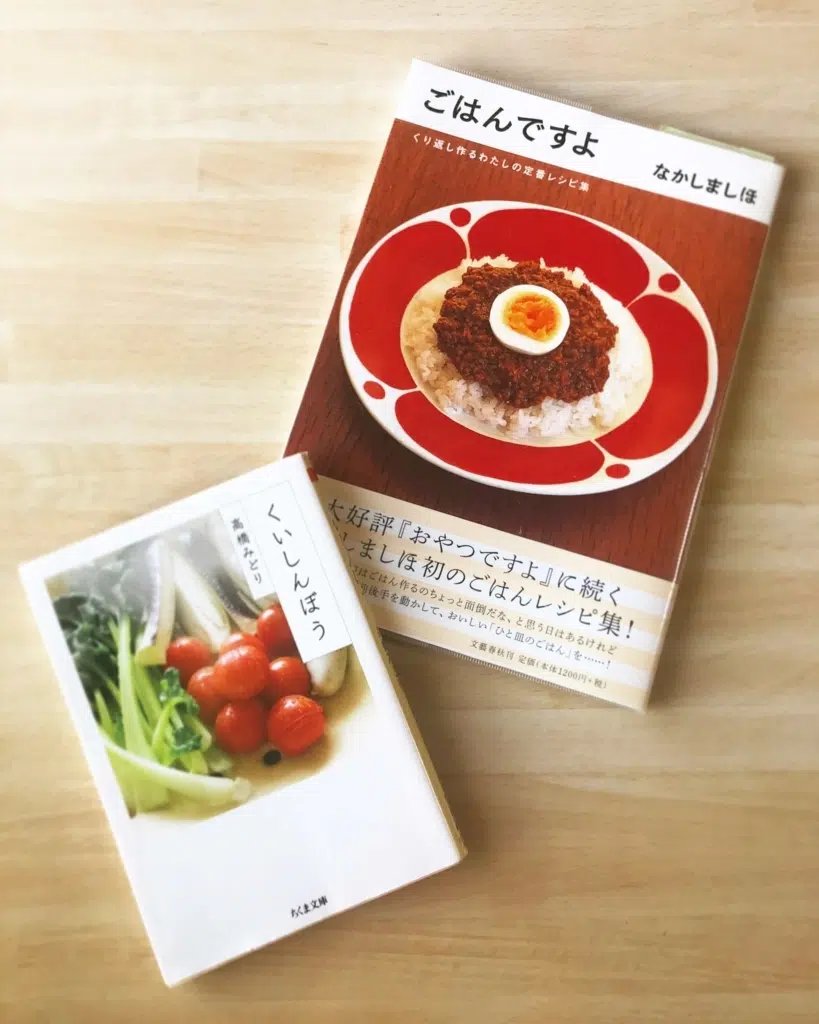 ごはんですよ
くり返し作るわたしの定番レシピ集
なかしましほ
大好評『おやつですよ』に続く
しましほ初のごはんレシピ集!
はごはん作るのちょっと面倒だな、と思う日はあるけれど
後手を動かして、おいしい「ひと皿のごはん」を……!
文藝春秋刊 定価(本体1200円+税)
くいしんぼう
高橋みどり
ちくま文庫